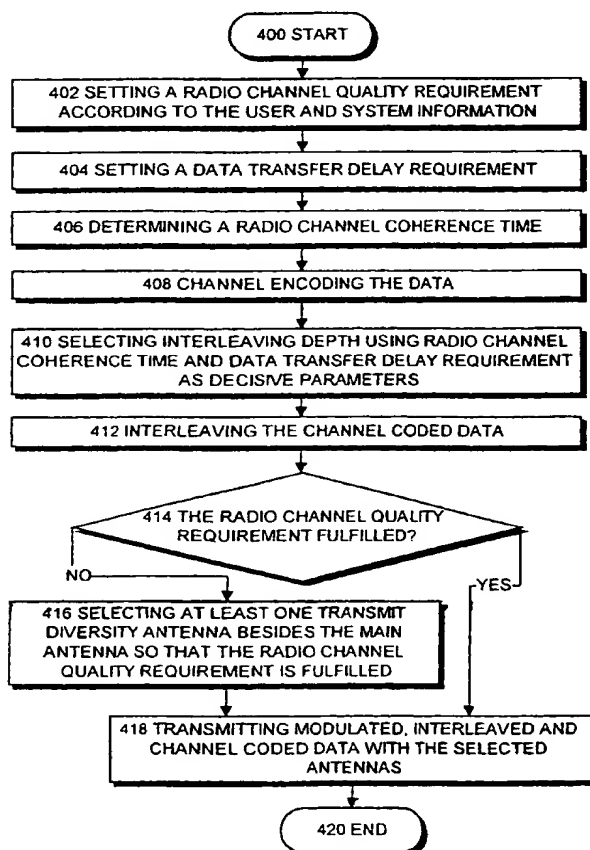 400 START
402 SETTING A RADIO CHANNEL QUALITY REQUIREMENT
ACCORDING TO THE USER AND SYSTEM INFORMATION
404 SETTING A DATA TRANSFER DELAY REQUIREMENT
406 DETERMINING A RADIO CHANNEL COHERENCE TIME
408 CHANNEL ENCODING THE DATA
410 SELECTING INTERLEAVING DEPTH USING RADIO CHANNEL
COHERENCE TIME AND DATA TRANSFER DELAY REQUIREMENT
AS DECISIVE PARAMETERS
412 INTERLEAVING THE CHANNEL CODED DATA
414 THE RADIO CHANNEL QUALITY
REQUIREMENT FULFILLED?
NO
YES
416 SELECTING AT LEAST ONE TRANSMIT
DIVERSITY ANTENNA BESIDES THE MAIN
ANTENNA SO THAT THE RADIO CHANNEL
QUALITY REQUIREMENT IS FULFILLED
418 TRANSMITTING MODULATED, INTERLEAVED AND
CHANNEL CODED DATA WITH THE SELECTED
ANTENNAS
420 END